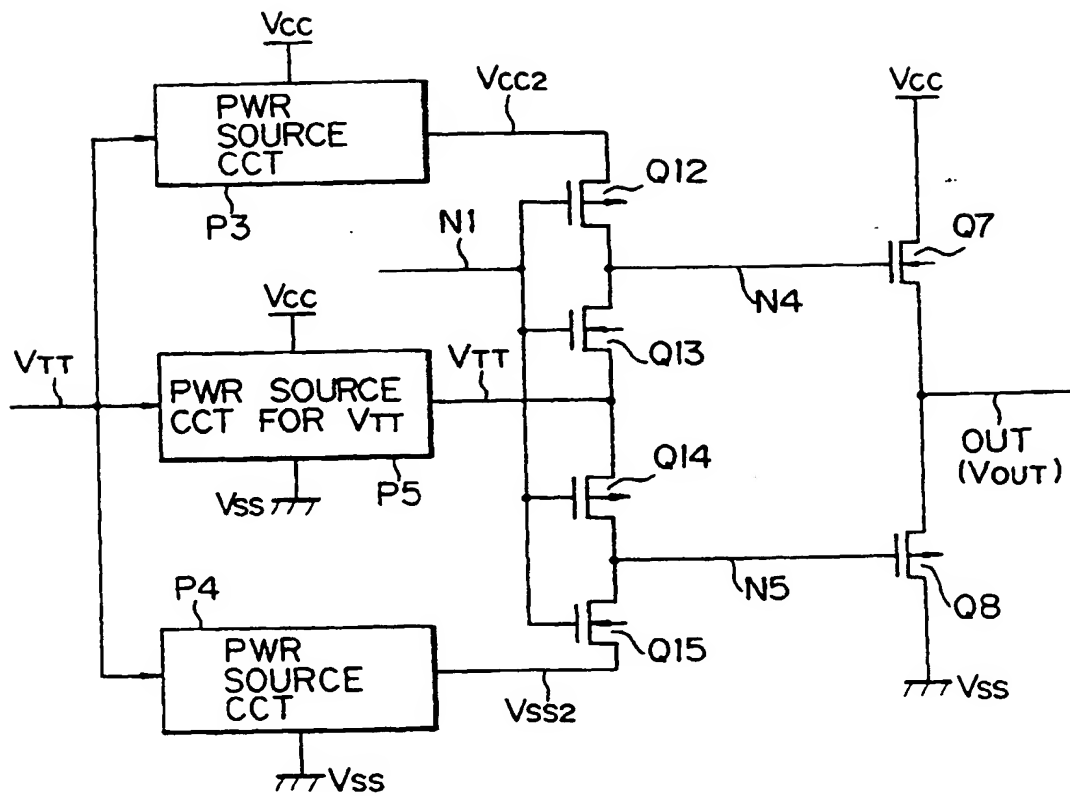 VCC
PWR
SOURCE
CCT
P3
VCC2
Q12
VCC
Q7
N1
N4
VCC
Q13
VTT
PWR SOURCE
CCT FOR VTT
VTT
P5
VSS
Q14
OUT
(VOUT)
N5
Q8
P4
PWR
SOURCE
CCT
Q15
VSS2
VSS
VSS